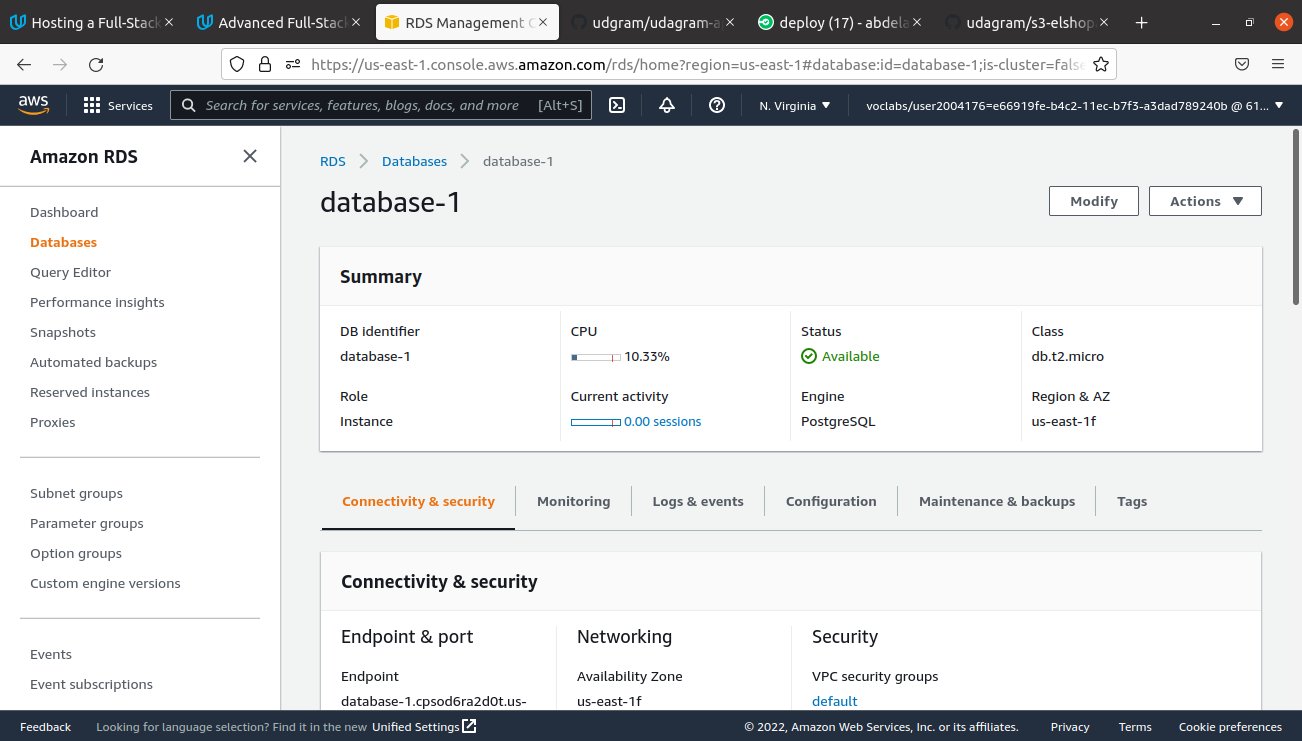 Hosting a Full-Stack
Advanced Full-Stac
RDS Management C
udgram/udagram-a
deploy (17) - abdela
udagram/s3-elshop
https://us-east-1.console.aws.amazon.com/rds/home?region=us-east-1#database:id=database-1;is-cluster=false
aws
Services
Search for services, features, blogs, docs, and more [Alt+S]
N. Virginia
voclabs/user2004176=e66919fe-b4c2-11ec-b7f3-a3dad789240b @ 61...
Amazon RDS
Dashboard
Databases
Query Editor
Performance insights
Snapshots
Automated backups
Reserved instances
Proxies
Subnet groups
Parameter groups
Option groups
Custom engine versions
Events
Event subscriptions
RDS Databases database-1
database-1
Modify
Actions
Summary
DB identifier
database-1
CPU
10.33%
Status
Available
Class
db.t2.micro
Role
Instance
Current activity
0.00 sessions
Engine
PostgreSQL
Region & AZ
us-east-1f
Connectivity & security
Monitoring
Logs & events
Configuration
Maintenance & backups
Tags
Connectivity & security
Endpoint & port
Endpoint
database-1.cpsod6ra2d0t.us-
Networking
Availability Zone
us-east-1f
Security
VPC security groups
default
Feedback
Looking for language selection? Find it in the new Unified Settings
© 2022, Amazon Web Services, Inc. or its affiliates.
Privacy
Terms
Cookie preferences